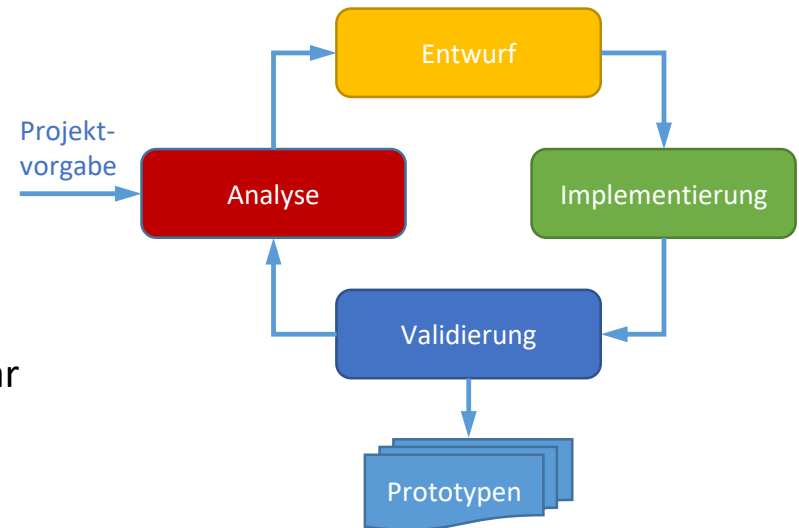 Entwurf
Projekt-
vorgabe
Analyse
Implementierung
Validierung
Prototypen